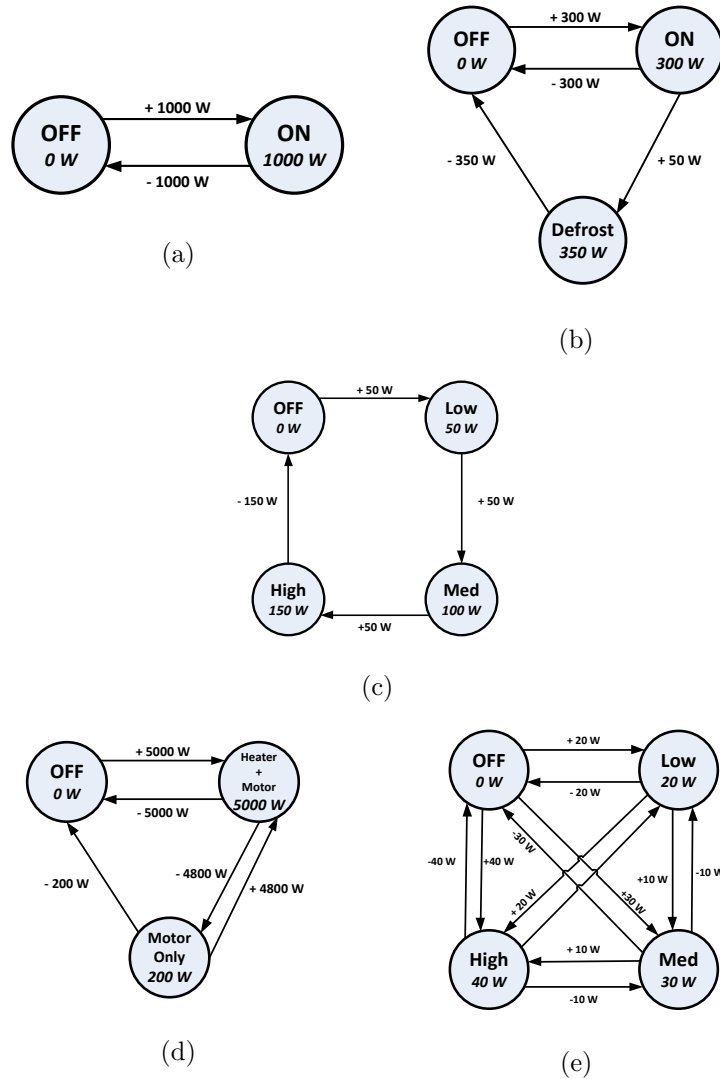 + 1000 W
OFF
0 W
ON
1000 W
- 1000 W
(a)
+ 300 W
OFF
0 W
ON
300 W
- 300 W
- 350 W
+ 50 W
Defrost
350 W
(b)
+ 50 W
OFF
0 W
Low
50 W
- 150 W
+ 50 W
High
150 W
Med
100 W
+50 W
(c)
+ 5000 W
OFF
0 W
Heater
+
Motor
5000 W
- 5000 W
- 4800 W
+ 4800 W
- 200 W
Motor
Only
200 W
(d)
+ 20 W
OFF
0 W
Low
20 W
- 20 W
-40 W
+40 W
-30 W
+ 20 W
+30 W
+10 W
-10 W
High
40 W
+ 10 W
Med
30 W
-10 W
(e)